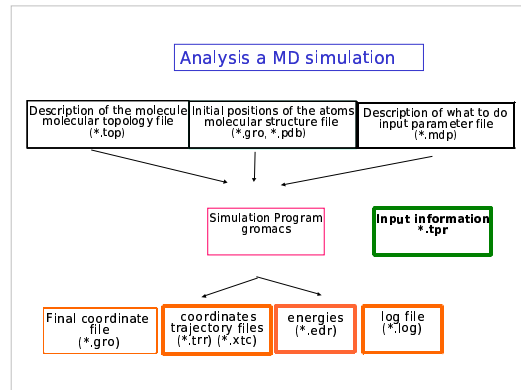 Analysis a MD simulation
Description of the molecule
molecular topology file
(*.top)
Initial positions of the atoms
molecular structure file
(*.gro, *.pdb)
Description of what to do
input parameter file
(*.mdp)
Simulation Program
gromacs
Input information
*.tpr
Final coordinate
file
(*.gro)
coordinates
trajectory files
(*.trr) (*.xtc)
energies
(*.edr)
log file
(*.log)